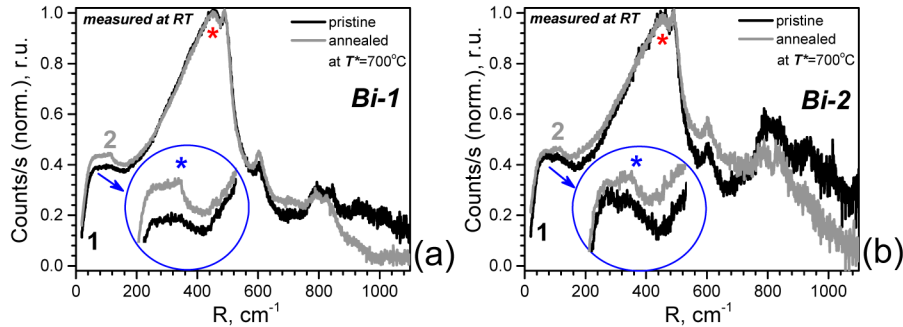 measured at RT
pristine
annealed
at T*=700°C
Bi-1
*
2
*
1
1.0
0.8
0.6
0.4
0.2
0.0
0 200 400 600 800 1000
Counts/s (norm.), r.u.
R, cm-1
(a)
measured at RT
pristine
annealed
at T*=700°C
Bi-2
*
2
*
1
1.0
0.8
0.6
0.4
0.2
0.0
0 200 400 600 800 1000
Counts/s (norm.), r.u.
R, cm-1
(b)